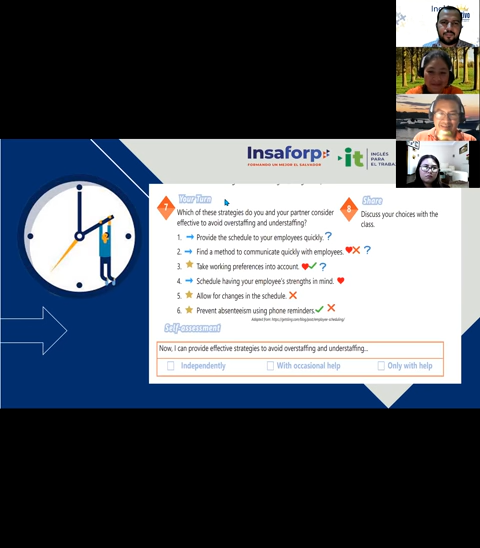 Insaforp
FORMANDO UN MEJOR EL SALVADOR
it
INGLÉS
PARA
EL TRABA
7
Your Turn
Which of these strategies do you and your partner consider
effective to avoid overstaffing and understaffing?
1. Provide the schedule to your employees quickly. ?
2. Find a method to communicate quickly with employees. ?
3. Take working preferences into account. ?
4. Schedule having your employee's strengths in mind.
5. Allow for changes in the schedule.
6. Prevent absenteeism using phone reminders.
8
Share
Discuss your choices with the
class.
Self-assessment
Now, I can provide effective strategies to avoid overstaffing and understaffing...
Independently
With occasional help
Only with help